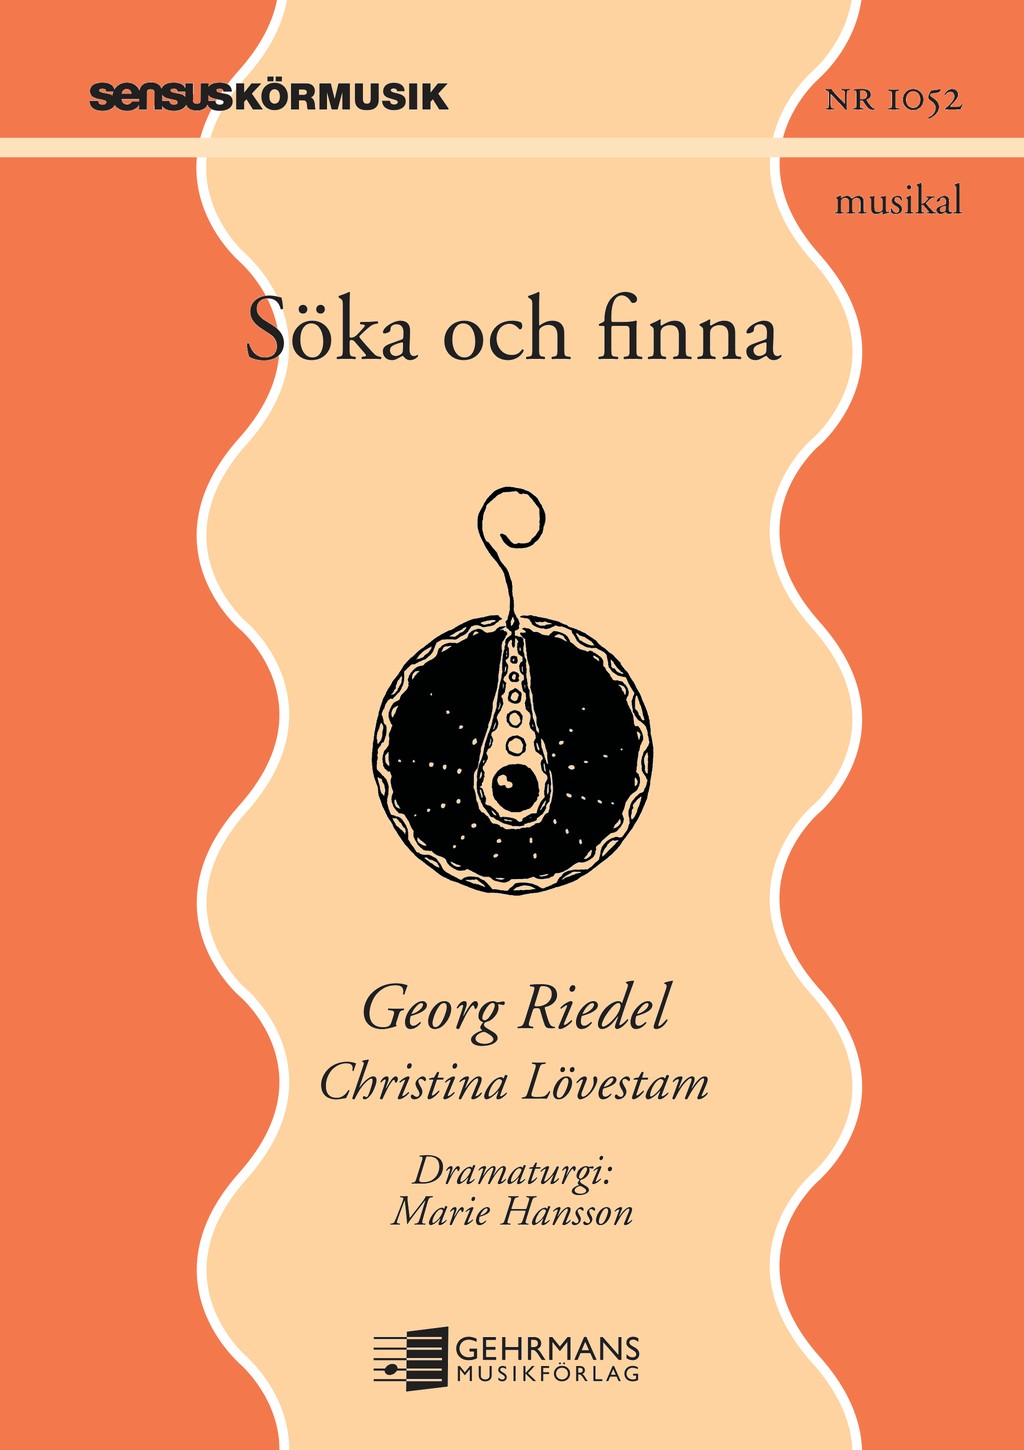 sensusKÖRMUSIK
NR 1052
musikal
Söka och finna
Georg Riedel
Christina Lövestam
Dramaturgi:
Marie Hansson
GEHRMANS
MUSIKFÖRLAG